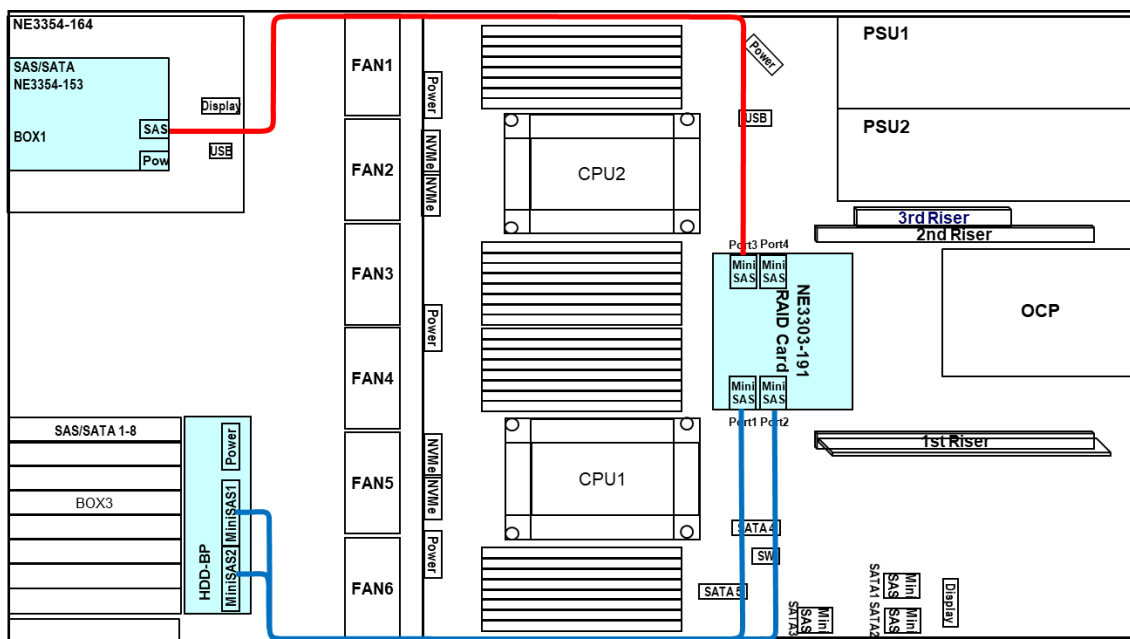 NE3354-164
SAS/SATA
NE3354-153
BOX1
SAS
Pow
Display
USB
FAN1
FAN2
FAN3
FAN4
FAN5
FAN6
Power
NVMe
NVMe
Power
NVMe
NVMe
Power
CPU2
CPU1
Power
USB
PSU1
PSU2
3rd Riser
2nd Riser
OCP
1st Riser
Port3 Port4
Mini
SAS
Mini
SAS
NE3303-191
RAID Card
Mini
SAS
Mini
SAS
Port1 Port2
SAS/SATA 1-8
BOX3
HDD-BP
Power
MiniSAS1
MiniSAS2
SATA4
SW
SATA5
SATA3
Mini
SAS
SATA1
Mini
SAS
SATA2
Mini
SAS
Display